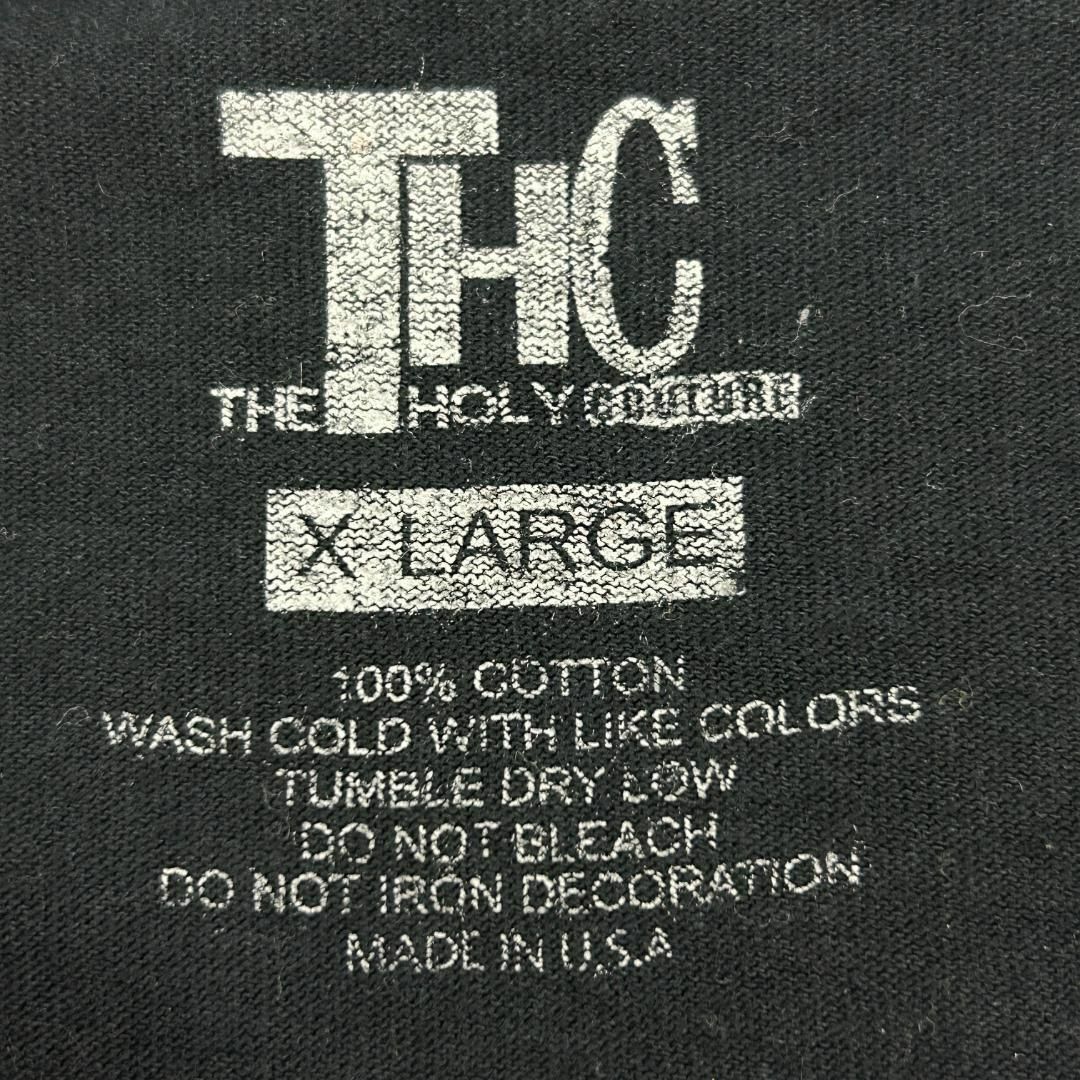 THC
THE HOLY COUTURE
X LARGE
100% COTTON
WASH COLD WITH LIKE COLORS
TUMBLE DRY LOW
DO NOT BLEACH
DO NOT IRON DECORATION
MADE IN U.S.A